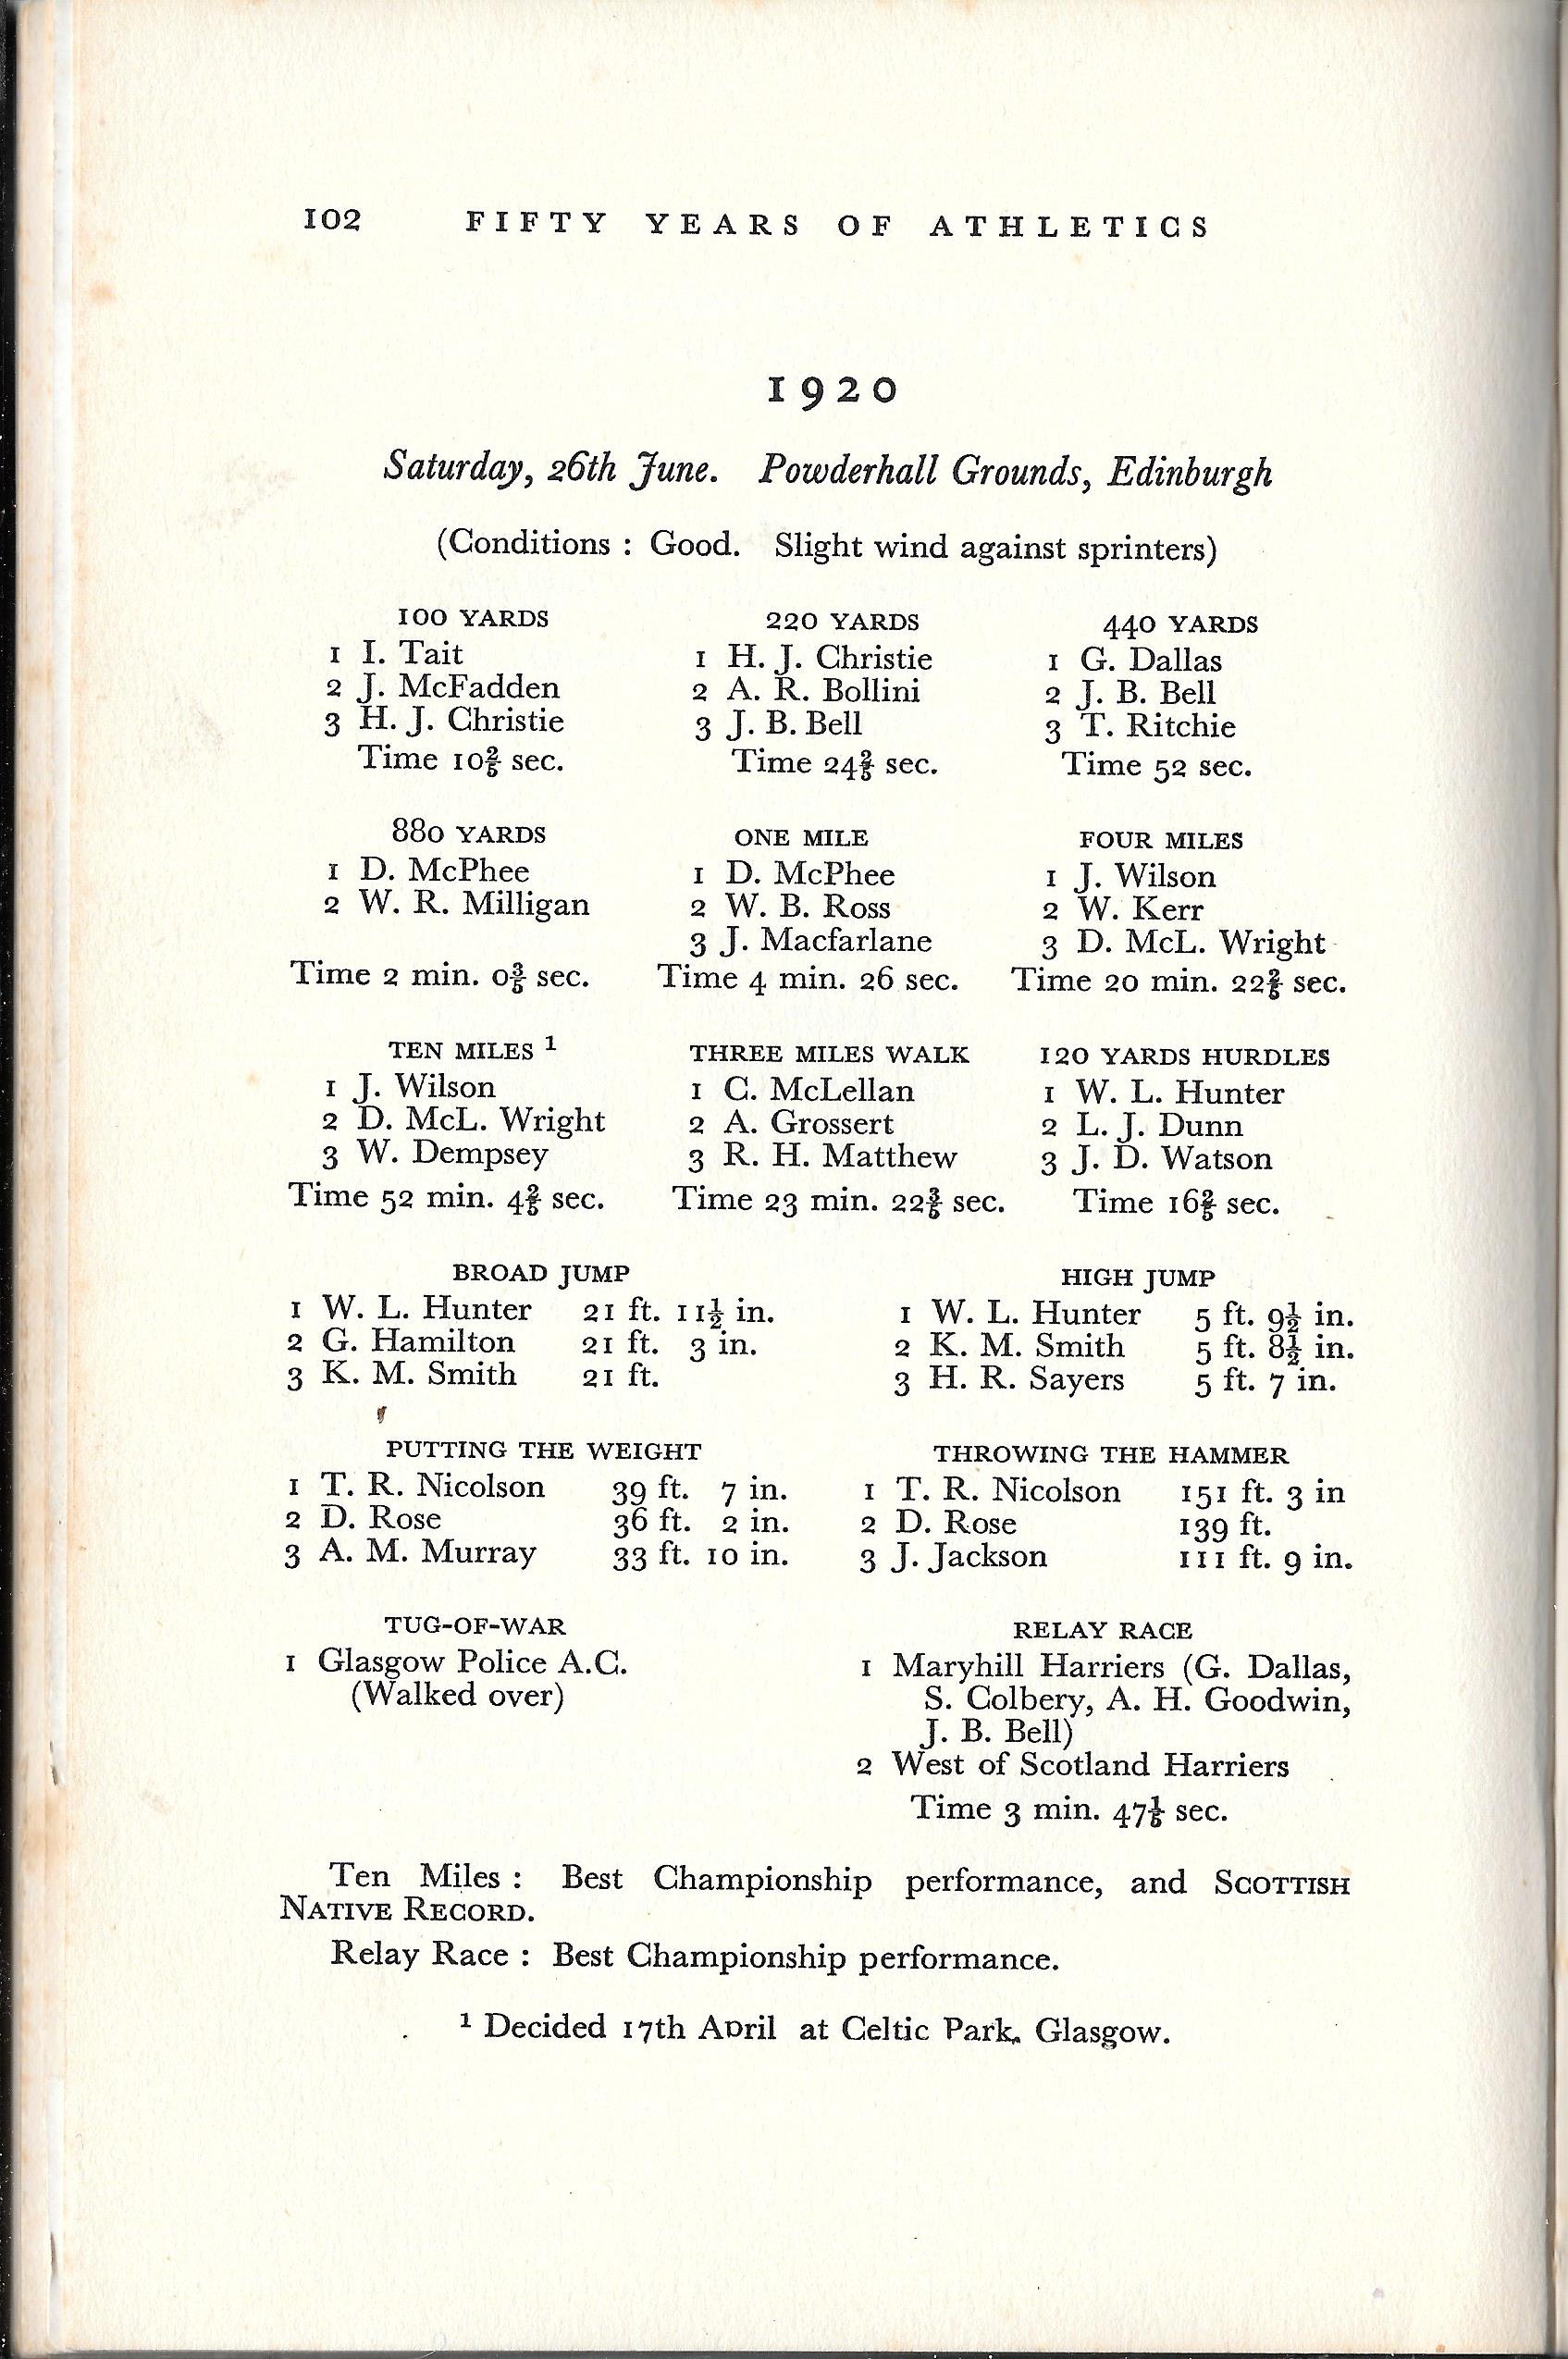 102 FIFTY YEARS OF ATHLETICS
1920
Saturday, 26th June. Powderhall Grounds, Edinburgh
(Conditions : Good. Slight wind against sprinters)
100 YARDS
1 I. Tait
2 J. McFadden
3 H. J. Christie
Time 10⅖ sec.
220 YARDS
1 H. J. Christie
2 A. R. Bollini
3 J. B. Bell
Time 24⅖ sec.
440 YARDS
1 G. Dallas
2 J. B. Bell
3 T. Ritchie
Time 52 sec.
880 YARDS
1 D. McPhee
2 W. R. Milligan
Time 2 min. 0⅗ sec.
ONE MILE
1 D. McPhee
2 W. B. Ross
3 J. Macfarlane
Time 4 min. 26 sec.
FOUR MILES
1 J. Wilson
2 W. Kerr
3 D. McL. Wright
Time 20 min. 22⅖ sec.
TEN MILES ¹
1 J. Wilson
2 D. McL. Wright
3 W. Dempsey
Time 52 min. 4⅖ sec.
THREE MILES WALK
1 C. McLellan
2 A. Grossert
3 R. H. Matthew
Time 23 min. 22⅗ sec.
120 YARDS HURDLES
1 W. L. Hunter
2 L. J. Dunn
3 J. D. Watson
Time 16⅖ sec.
BROAD JUMP
1 W. L. Hunter 21 ft. 11½ in.
2 G. Hamilton 21 ft. 3 in.
3 K. M. Smith 21 ft.
HIGH JUMP
1 W. L. Hunter 5 ft. 9½ in.
2 K. M. Smith 5 ft. 8½ in.
3 H. R. Sayers 5 ft. 7 in.
PUTTING THE WEIGHT
1 T. R. Nicolson 39 ft. 7 in.
2 D. Rose 36 ft. 2 in.
3 A. M. Murray 33 ft. 10 in.
THROWING THE HAMMER
1 T. R. Nicolson 151 ft. 3 in
2 D. Rose 139 ft.
3 J. Jackson 111 ft. 9 in.
TUG-OF-WAR
1 Glasgow Police A.C.
(Walked over)
RELAY RACE
1 Maryhill Harriers (G. Dallas,
S. Colbery, A. H. Goodwin,
J. B. Bell)
2 West of Scotland Harriers
Time 3 min. 47⅕ sec.
Ten Miles : Best Championship performance, and SCOTTISH
NATIVE RECORD.
Relay Race : Best Championship performance.
¹ Decided 17th April at Celtic Park, Glasgow.